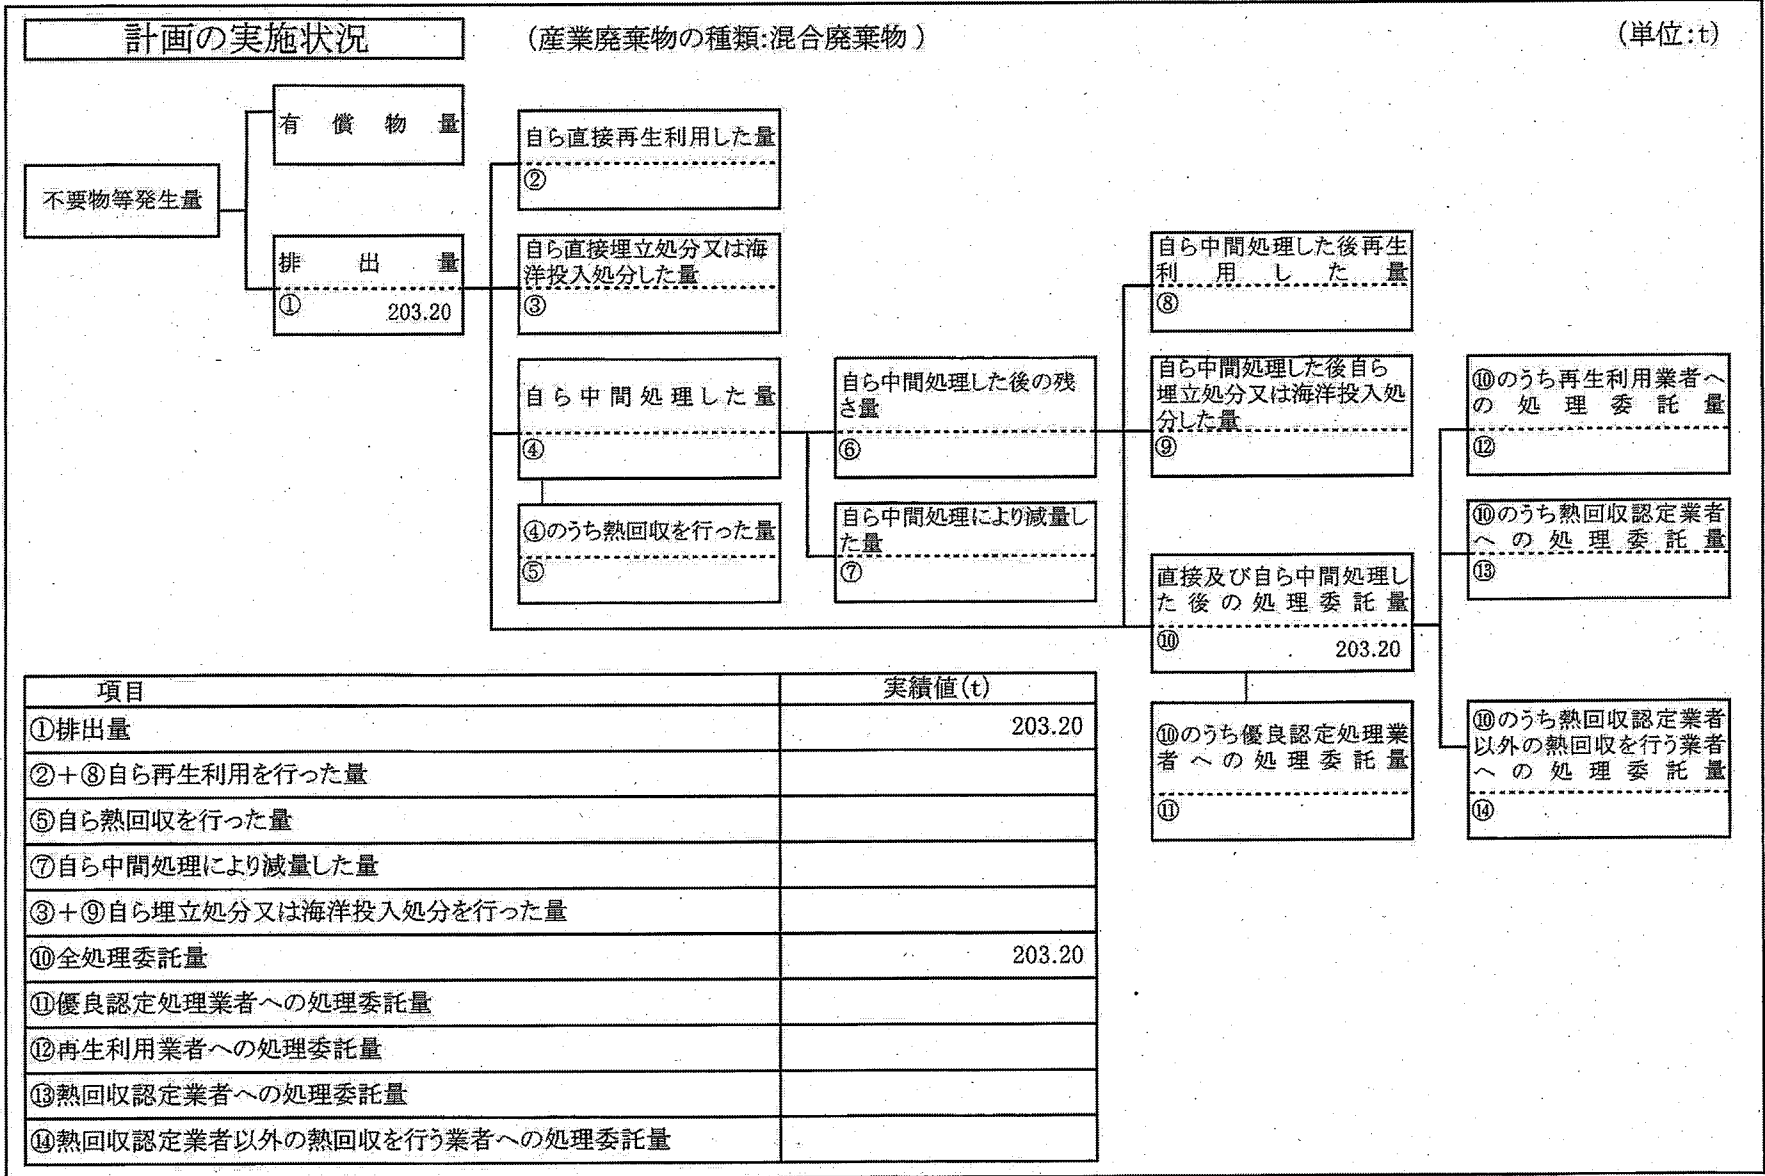 計画の実施状況
(産業廃棄物の種類:混合廃棄物 )
(単位:t)
有償物量
不要物等発生量
排出量
①
203.20
自ら直接再生利用した量
②
自ら直接埋立処分又は海
洋投入処分した量
③
自ら中間処理した量
④
④のうち熱回収を行った量
⑤
自ら中間処理した後の残
さ量
⑥
自ら中間処理により減量し
た量
⑦
自ら中間処理した後再生
利用した量
⑧
自ら中間処理した後自ら
埋立処分又は海洋投入処
分した量
⑨
直接及び自ら中間処理し
た後の処理委託量
⑩
203.20
⑩のうち優良認定処理業
者への処理委託量
⑪
⑩のうち再生利用業者へ
の処理委託量
⑫
⑩のうち熱回収認定業者
への処理委託量
⑬
⑩のうち熱回収認定業者
以外の熱回収を行う業者
への処理委託量
⑭
項目 実績値(t)
①排出量 203.20
②+⑧自ら再生利用を行った量
⑤自ら熱回収を行った量
⑦自ら中間処理により減量した量
③+⑨自ら埋立処分又は海洋投入処分を行った量
⑩全処理委託量 203.20
⑪優良認定処理業者への処理委託量
⑫再生利用業者への処理委託量
⑬熱回収認定業者への処理委託量
⑭熱回収認定業者以外の熱回収を行う業者への処理委託量